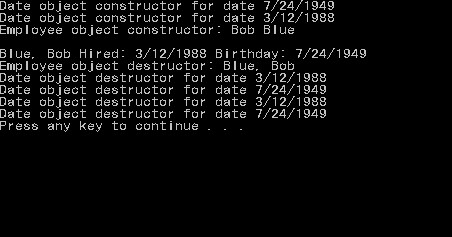 Date object constructor for date 7/24/1949
Date object constructor for date 3/12/1988
Employee object constructor: Bob Blue
Blue, Bob Hired: 3/12/1988 Birthday: 7/24/1949
Employee object destructor: Blue, Bob
Date object destructor for date 3/12/1988
Date object destructor for date 7/24/1949
Date object destructor for date 3/12/1988
Date object destructor for date 7/24/1949
Press any key to continue . . .